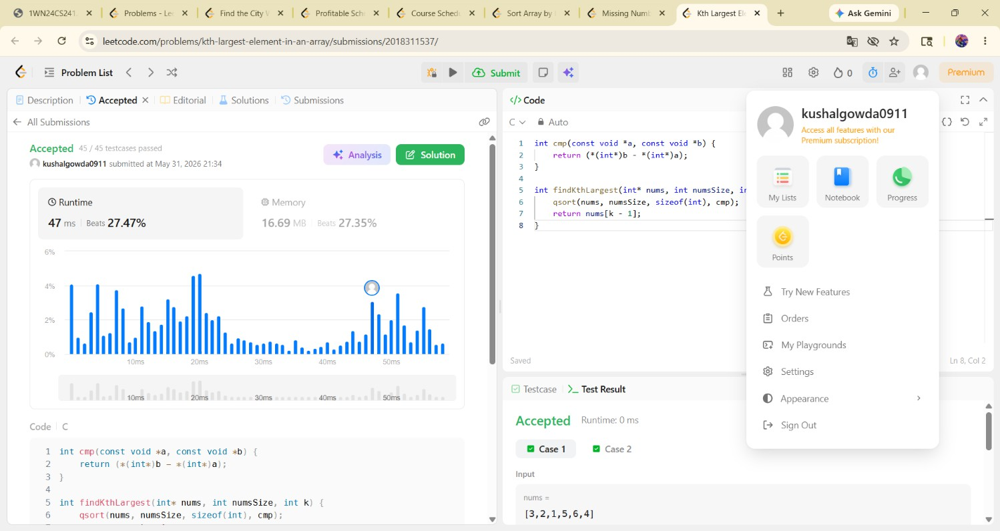 1WN24CS241
Problems - Le
Find the City W
Profitable Sche
Course Schedu
Sort Array by
Missing Numb
Kth Largest El
Ask Gemini
leetcode.com/problems/kth-largest-element-in-an-array/submissions/2018311537/
Problem List
Submit
0
Premium
Description
Accepted
Editorial
Solutions
Submissions
All Submissions
Accepted 45 / 45 testcases passed
kushalgowda0911 submitted at May 31, 2026 21:34
Analysis
Solution
Runtime
47 ms Beats 27.47%
Memory
16.69 MB Beats 27.35%
6%
4%
2%
0%
10ms 20ms 30ms 40ms 50ms
10ms 20ms 30ms 40ms 50ms
Code C
1 int cmp(const void *a, const void *b) {
2 return (*(int*)b - *(int*)a);
3 }
4
5 int findKthLargest(int* nums, int numsSize, int k) {
6 qsort(nums, numsSize, sizeof(int), cmp);
Code
C Auto
1 int cmp(const void *a, const void *b) {
2 return (*(int*)b - *(int*)a);
3 }
4
5 int findKthLargest(int* nums, int numsSize, in
6 qsort(nums, numsSize, sizeof(int), cmp);
7 return nums[k - 1];
8 }
Saved
Ln 8, Col 2
Testcase
Test Result
Accepted Runtime: 0 ms
Case 1
Case 2
Input
nums =
[3,2,1,5,6,4]
kushalgowda0911
Access all features with our
Premium subscription!
My Lists
Notebook
Progress
Points
Try New Features
Orders
My Playgrounds
Settings
Appearance
Sign Out